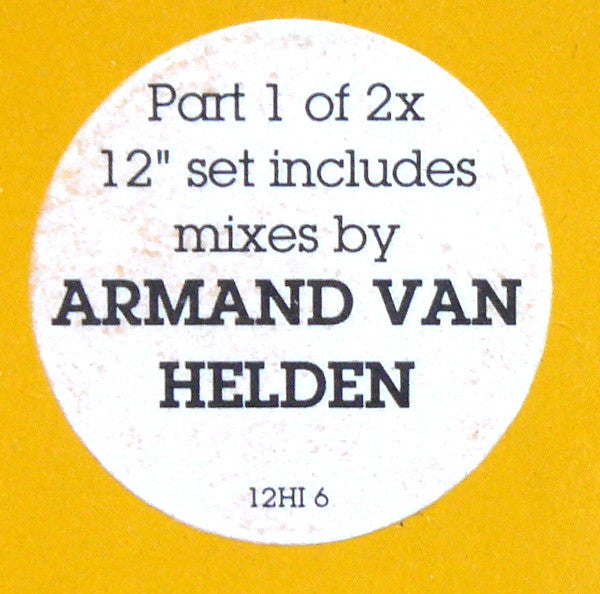 Part 1 of 2x
12" set includes
mixes by
ARMAND VAN
HELDEN
12HI 6